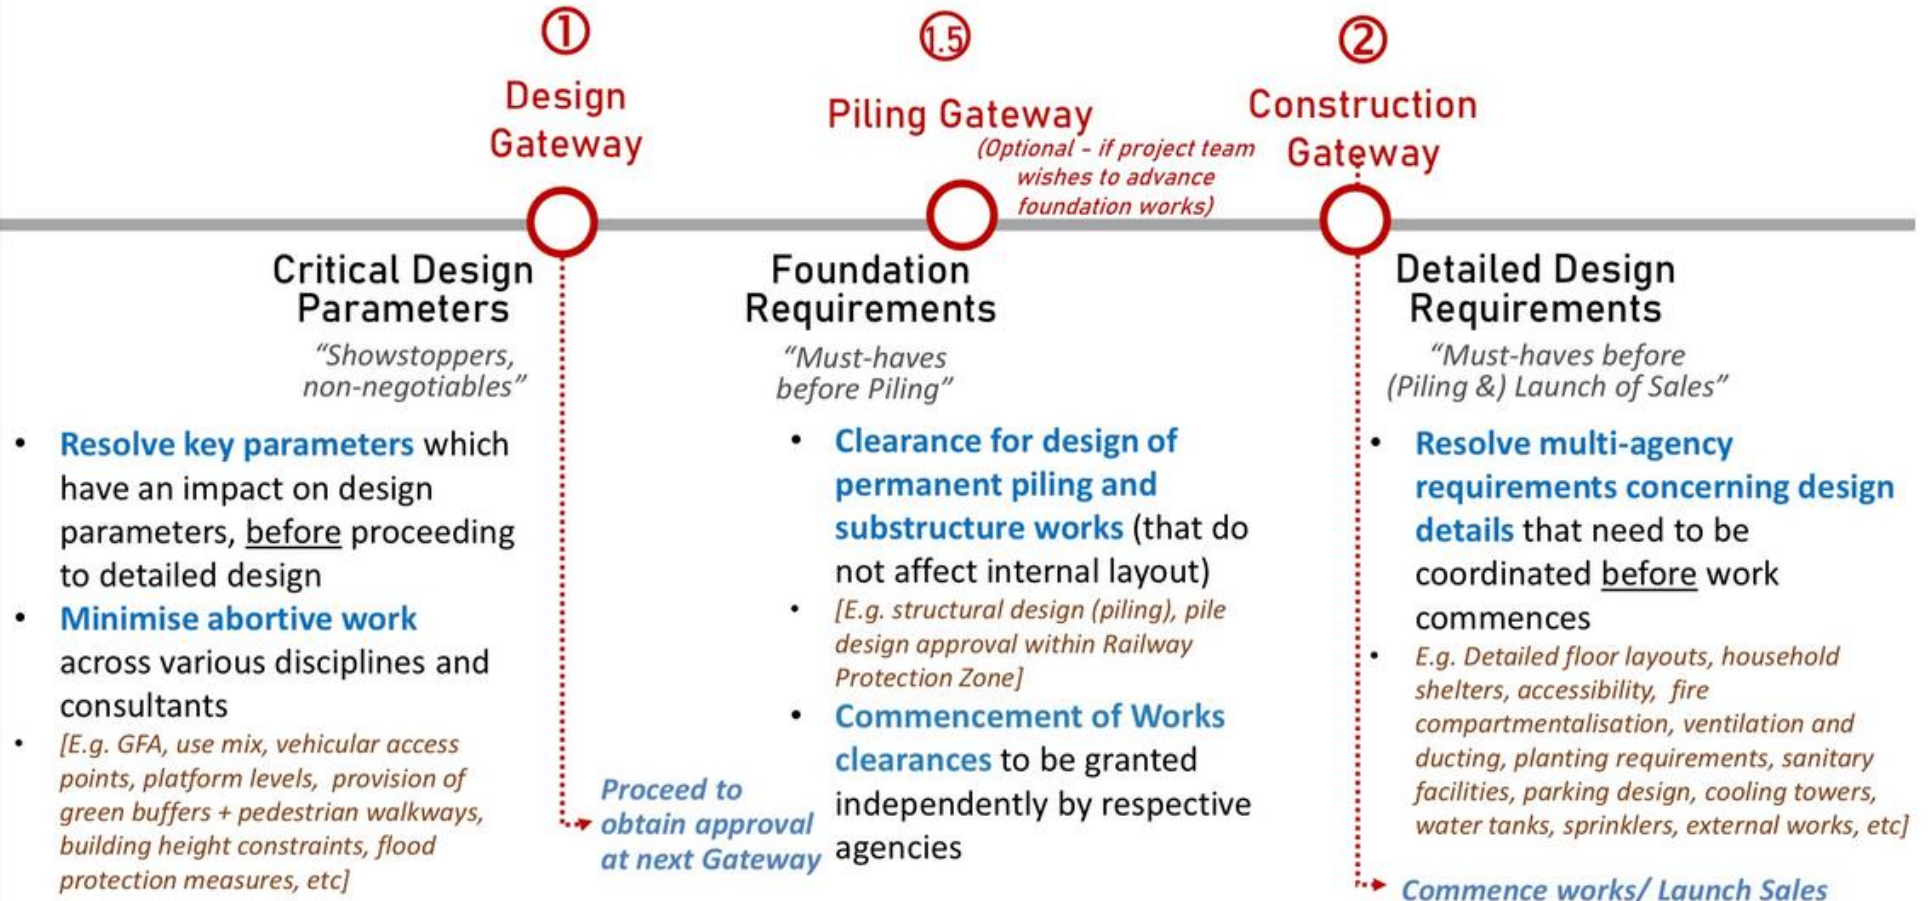 ①
Design
Gateway
1.5
Piling Gateway
(Optional - if project team
wishes to advance
foundation works)
②
Construction
Gateway
Critical Design
Parameters
“Showstoppers,
non-negotiables”
• Resolve key parameters which
have an impact on design
parameters, before proceeding
to detailed design
• Minimise abortive work
across various disciplines and
consultants
• [E.g. GFA, use mix, vehicular access
points, platform levels, provision of
green buffers + pedestrian walkways,
building height constraints, flood
protection measures, etc]
Proceed to
obtain approval
at next Gateway
Foundation
Requirements
“Must-haves
before Piling”
• Clearance for design of
permanent piling and
substructure works (that do
not affect internal layout)
• [E.g. structural design (piling), pile
design approval within Railway
Protection Zone]
• Commencement of Works
clearances to be granted
independently by respective
agencies
Detailed Design
Requirements
“Must-haves before
(Piling &) Launch of Sales”
• Resolve multi-agency
requirements concerning design
details that need to be
coordinated before work
commences
• E.g. Detailed floor layouts, household
shelters, accessibility, fire
compartmentalisation, ventilation and
ducting, planting requirements, sanitary
facilities, parking design, cooling towers,
water tanks, sprinklers, external works, etc]
Commence works/ Launch Sales